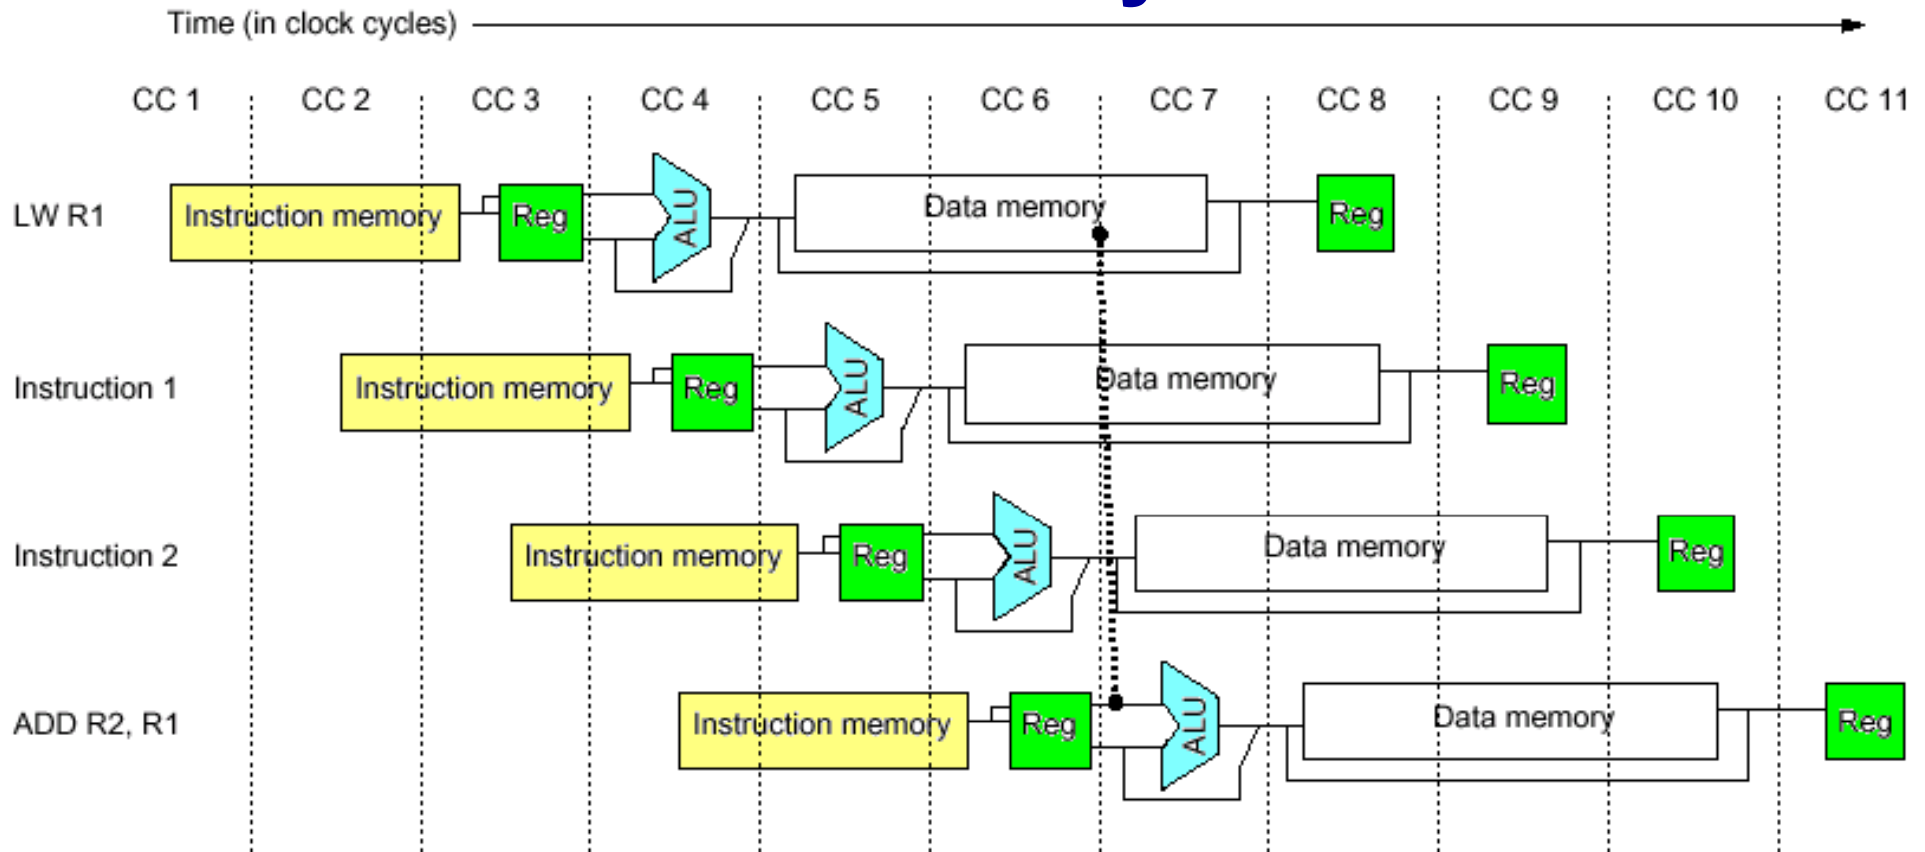 Time (in clock cycles)
CC 1 CC 2 CC 3 CC 4 CC 5 CC 6 CC 7 CC 8 CC 9 CC 10 CC 11
LW R1 Instruction memory Reg ALU Data memory Reg
Instruction 1 Instruction memory Reg ALU Data memory Reg
Instruction 2 Instruction memory Reg ALU Data memory Reg
ADD R2, R1 Instruction memory Reg ALU Data memory Reg